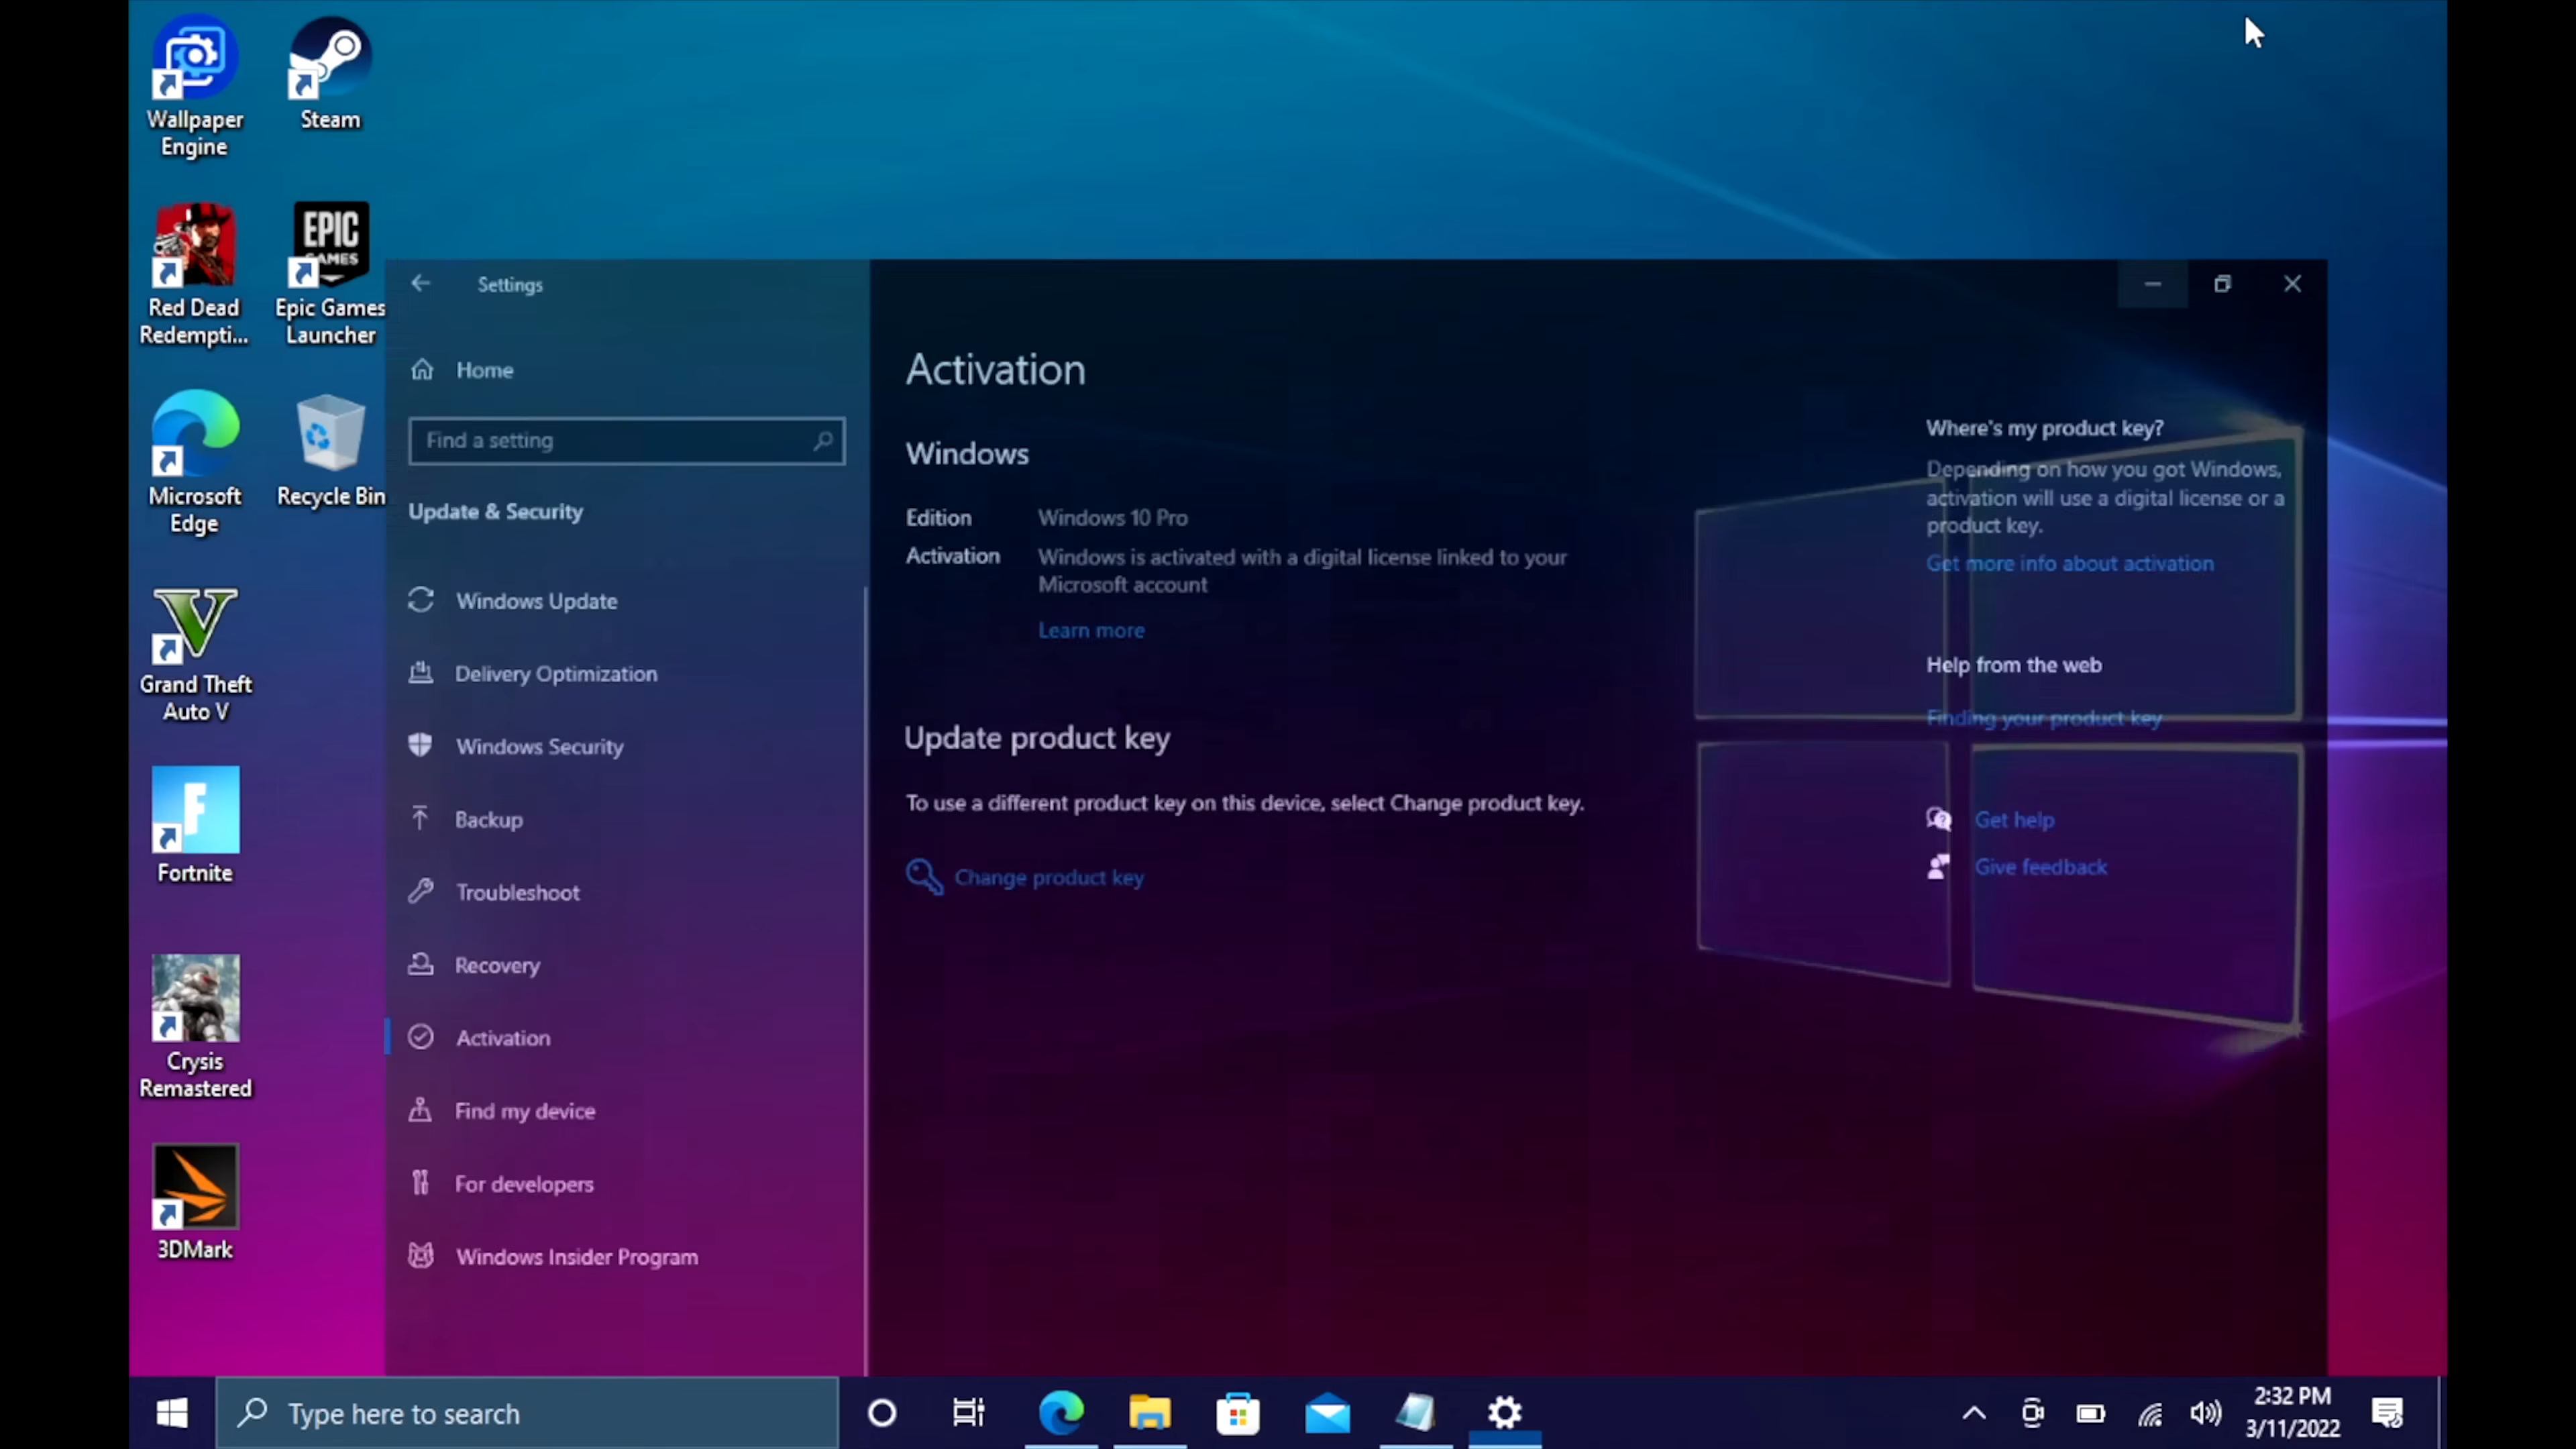 Wallpaper
Engine
Steam
Red Dead
Redempti...
EPIC
GAMES
Epic Games
Launcher
Microsoft
Edge
Recycle Bin
V
Grand Theft
Auto V
F
Fortnite
Crysis
Remastered
3DMark
Settings
Home
Find a setting
Update & Security
Windows Update
Delivery Optimization
Windows Security
Backup
Troubleshoot
Recovery
Activation
Find my device
For developers
Windows Insider Program
Activation
Windows
Edition Windows 10 Pro
Activation Windows is activated with a digital license linked to your
Microsoft account
Learn more
Update product key
To use a different product key on this device, select Change product key.
Change product key
Where's my product key?
Depending on how you got Windows,
activation will use a digital license or a
product key.
Get more info about activation
Help from the web
Finding your product key
Get help
Give feedback
Type here to search
2:32 PM
3/11/2022